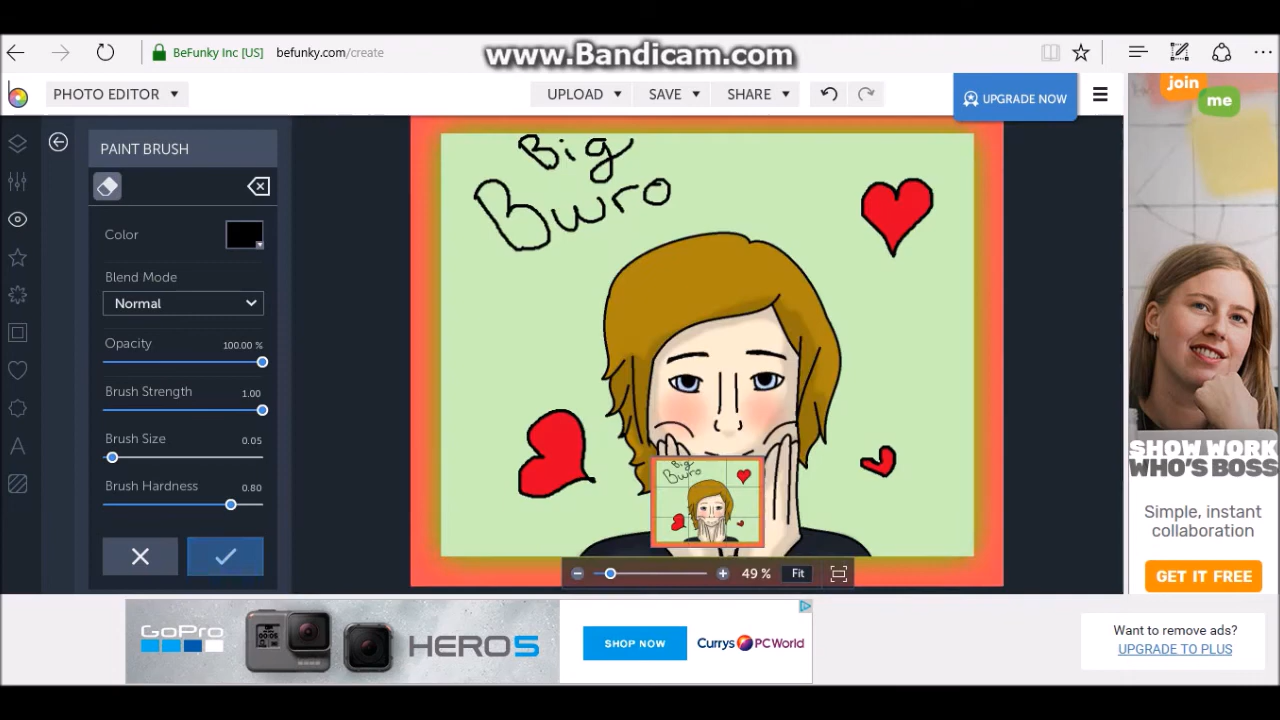 www.Bandicam.com
BeFunky Inc [US] befunky.com/create
PHOTO EDITOR
UPLOAD
SAVE
SHARE
UPGRADE NOW
join
me
PAINT BRUSH
Color
Blend Mode
Normal
Opacity 100.00 %
Brush Strength 1.00
Brush Size 0.05
Brush Hardness 0.80
Big
Bwro
Big
Bwro
49 %
Fit
SHOW WORK
WHO'S BOSS
Simple, instant
collaboration
GET IT FREE
GoPro
HERO5
SHOP NOW
Currys PC World
Want to remove ads?
UPGRADE TO PLUS